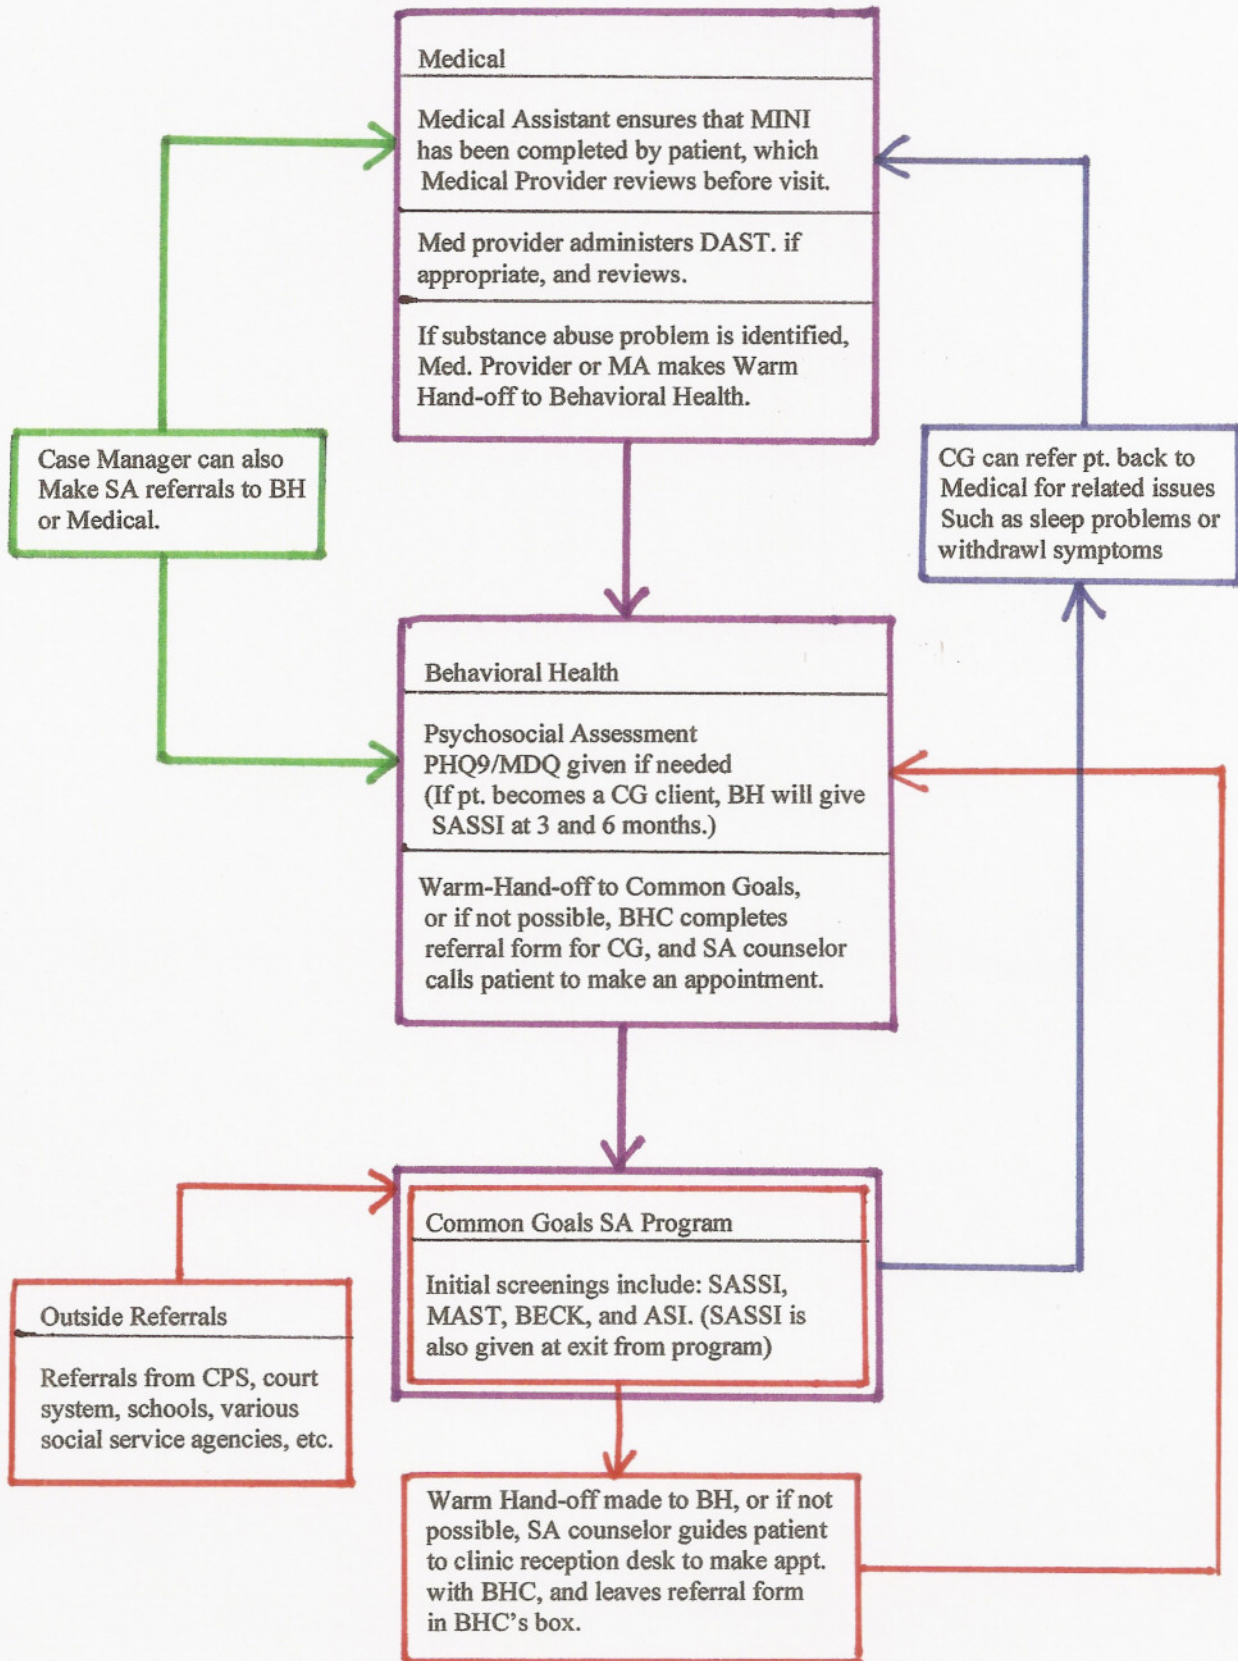 Medical
Medical Assistant ensures that MINI
has been completed by patient, which
Medical Provider reviews before visit.
Med provider administers DAST. if
appropriate, and reviews.
If substance abuse problem is identified,
Med. Provider or MA makes Warm
Hand-off to Behavioral Health.
Case Manager can also
Make SA referrals to BH
or Medical.
CG can refer pt. back to
Medical for related issues
Such as sleep problems or
withdrawl symptoms
Behavioral Health
Psychosocial Assessment
PHQ9/MDQ given if needed
(If pt. becomes a CG client, BH will give
SASSI at 3 and 6 months.)
Warm-Hand-off to Common Goals,
or if not possible, BHC completes
referral form for CG, and SA counselor
calls patient to make an appointment.
Common Goals SA Program
Initial screenings include: SASSI,
MAST, BECK, and ASI. (SASSI is
also given at exit from program)
Outside Referrals
Referrals from CPS, court
system, schools, various
social service agencies, etc.
Warm Hand-off made to BH, or if not
possible, SA counselor guides patient
to clinic reception desk to make appt.
with BHC, and leaves referral form
in BHC's box.